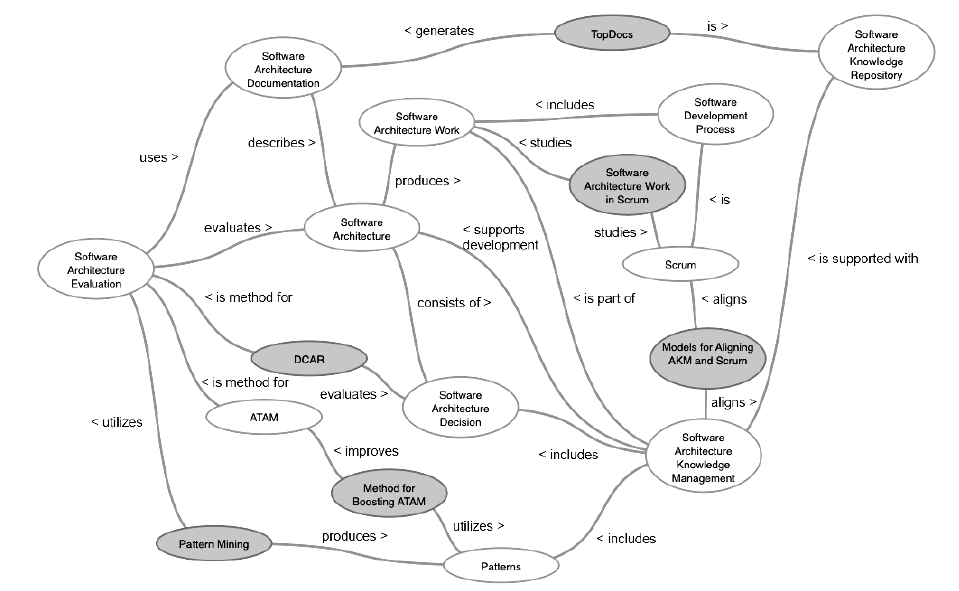 < generates
TopDocs
is >
Software
Architecture
Knowledge
Repository
Software
Architecture
Documentation
< includes
Software
Development
Process
Software
Architecture Work
describes >
< studies
uses >
produces >
Software
Architecture Work
in Scrum
< is
evaluates >
Software
Architecture
< supports
development
studies >
Scrum
< is supported with
Software
Architecture
Evaluation
< is method for
consists of >
< is part of
< aligns
DCAR
Models for Aligning
AKM and Scrum
< is method for
evaluates >
Software
Architecture
Decision
aligns >
ATAM
< utilizes
< improves
< includes
Software
Architecture
Knowledge
Management
Method for
Boosting ATAM
utilizes >
Pattern Mining
produces >
< includes
Patterns